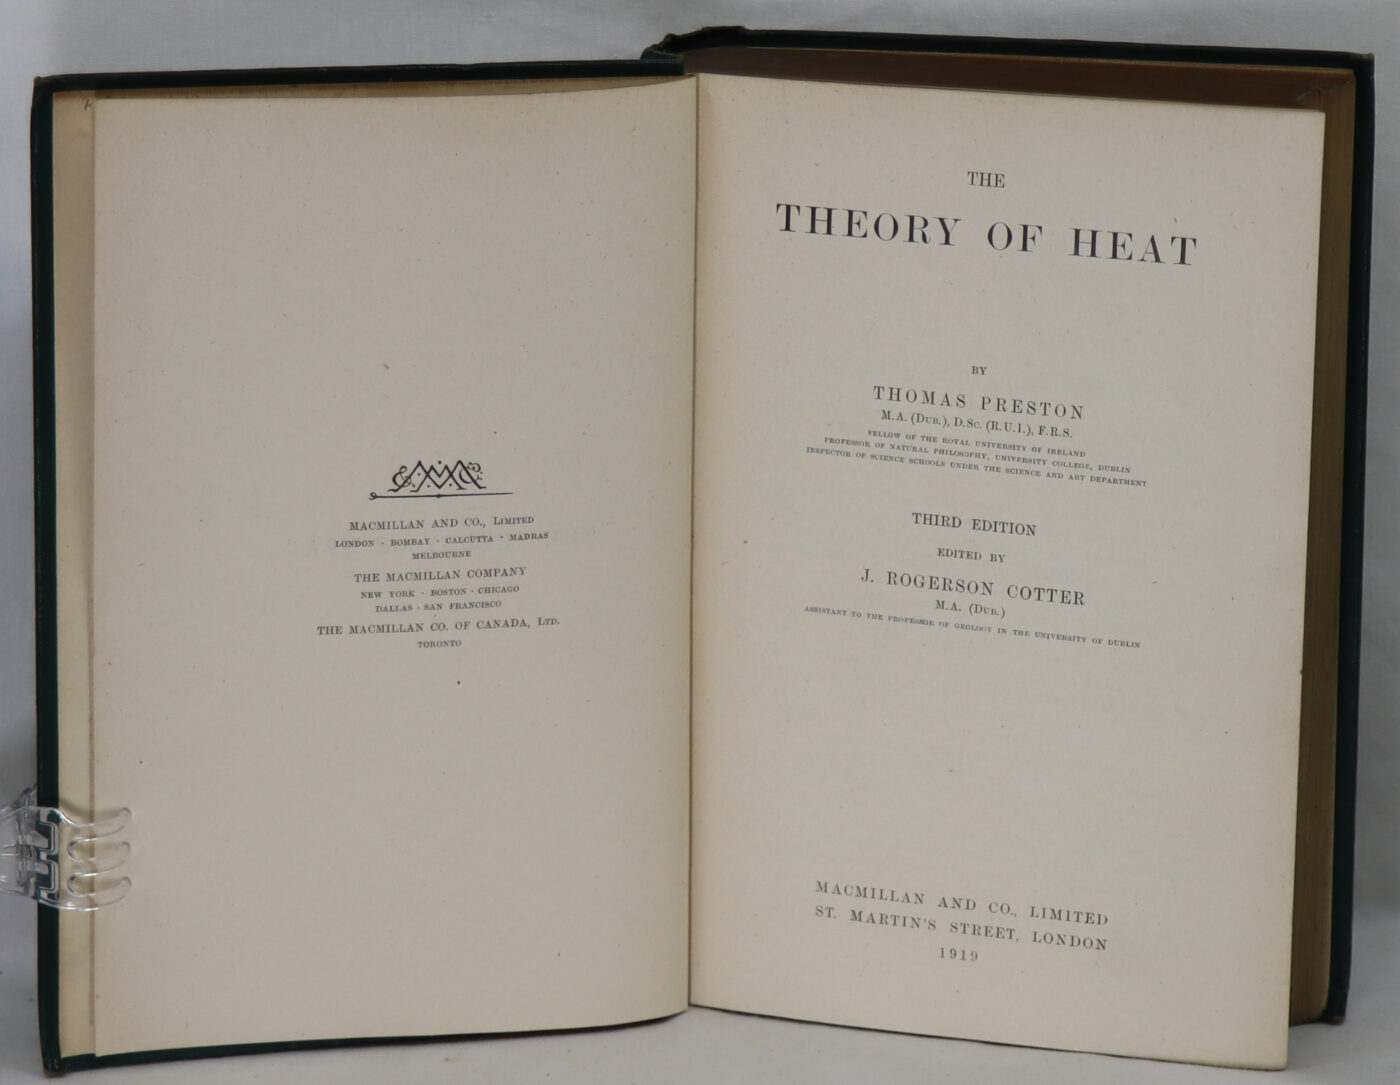 MACMILLAN AND CO., LIMITED
LONDON · BOMBAY · CALCUTTA · MADRAS
MELBOURNE
THE MACMILLAN COMPANY
NEW YORK · BOSTON · CHICAGO
DALLAS · SAN FRANCISCO
THE MACMILLAN CO. OF CANADA, LTD.
TORONTO
THE
THEORY OF HEAT
BY
THOMAS PRESTON
M.A. (DUB.), D.SC. (R.U.I.), F.R.S.
FELLOW OF THE ROYAL UNIVERSITY OF IRELAND
PROFESSOR OF NATURAL PHILOSOPHY, UNIVERSITY COLLEGE, DUBLIN
INSPECTOR OF SCIENCE SCHOOLS UNDER THE SCIENCE AND ART DEPARTMENT
THIRD EDITION
EDITED BY
J. ROGERSON COTTER
M.A. (DUB.)
ASSISTANT TO THE PROFESSOR OF GEOLOGY IN THE UNIVERSITY OF DUBLIN
MACMILLAN AND CO., LIMITED
ST. MARTIN'S STREET, LONDON
1919